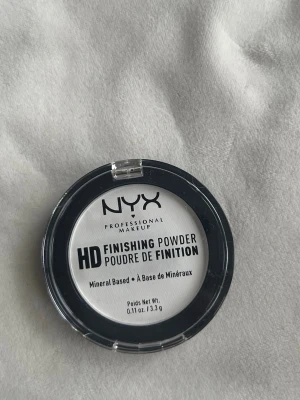 NYX
PROFESSIONAL
MAKEUP
HD FINISHING POWDER
POUDRE DE FINITION
Mineral Based • À Base de Minéraux
Poids Net Wt.
0.11 oz. / 3.3 g